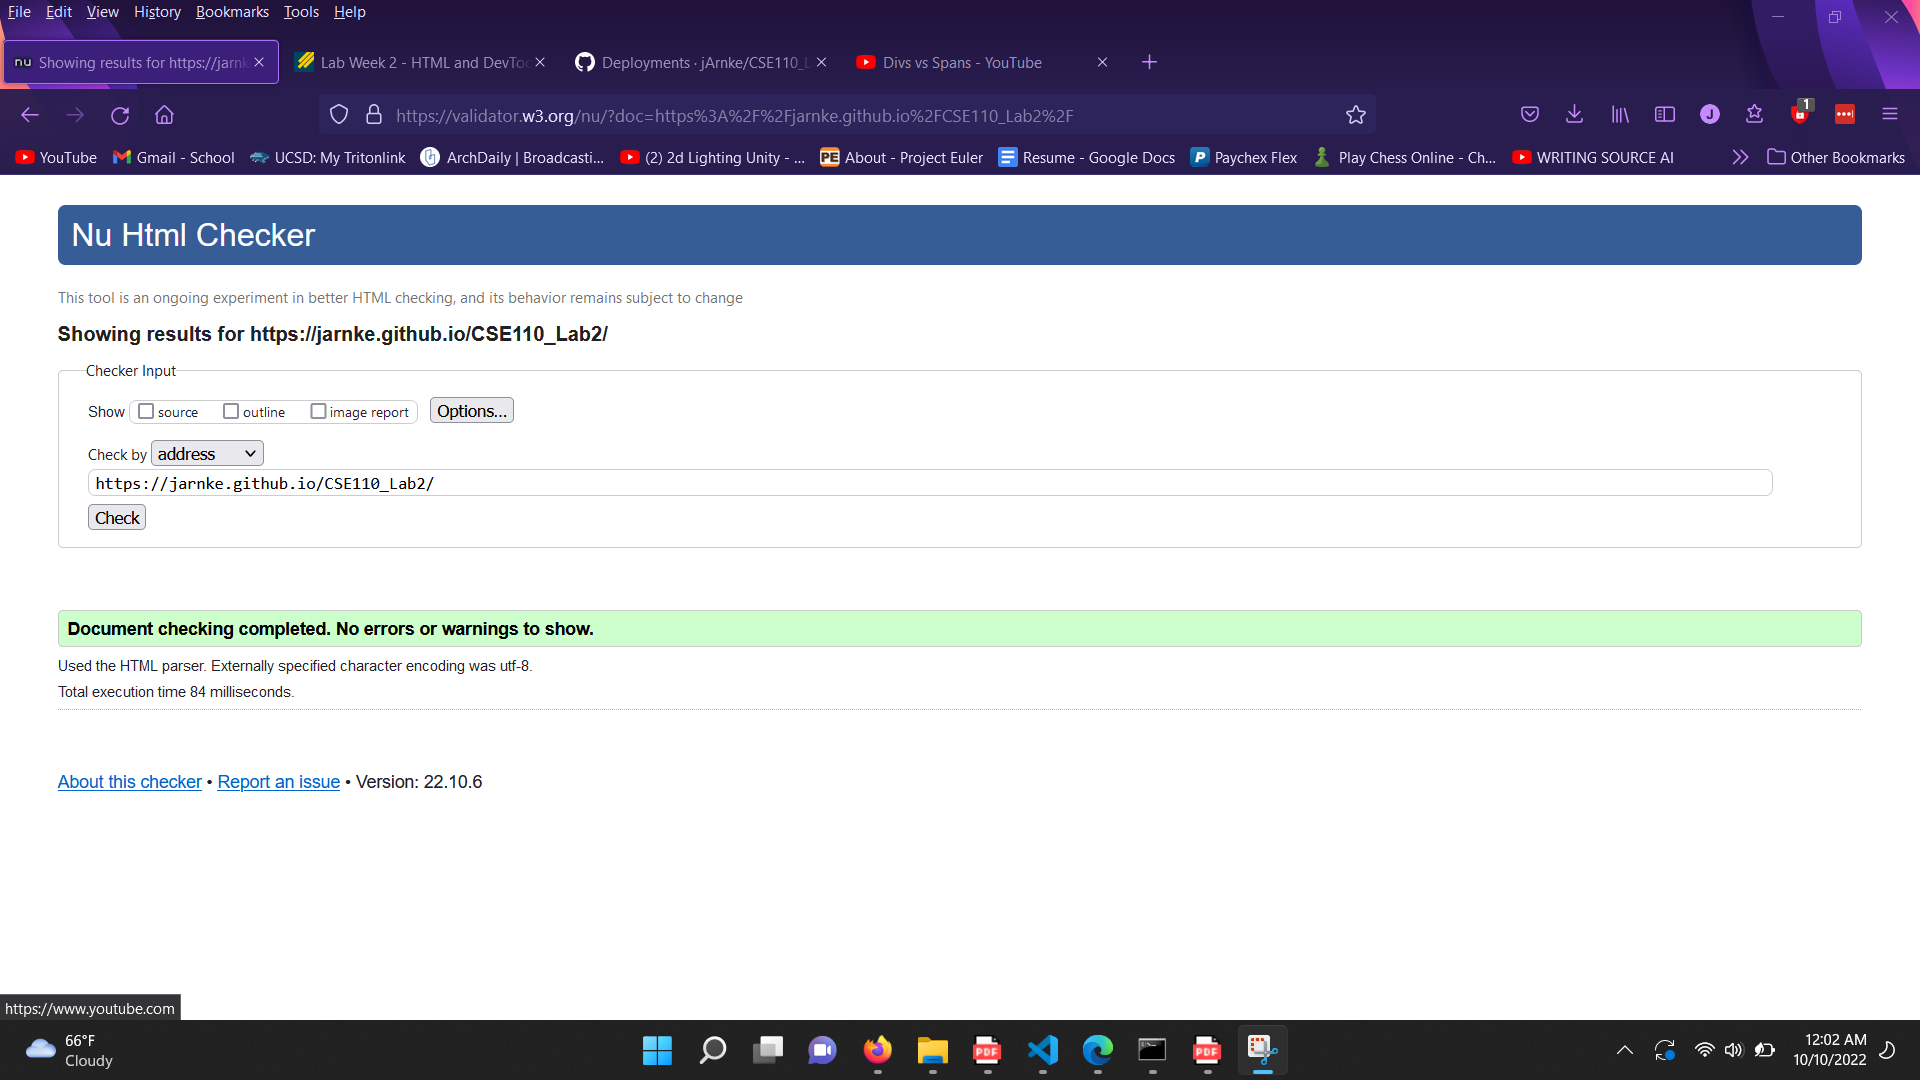 File Edit View History Bookmarks Tools Help
nu Showing results for https://jarnk
Lab Week 2 - HTML and DevToo
Deployments · jArnke/CSE110_L
Divs vs Spans - YouTube
https://validator.w3.org/nu/?doc=https%3A%2F%2Fjarnke.github.io%2FCSE110_Lab2%2F
J
1
YouTube
Gmail - School
UCSD: My Tritonlink
ArchDaily | Broadcasti...
(2) 2d Lighting Unity - ...
PE About - Project Euler
Resume - Google Docs
P Paychex Flex
Play Chess Online - Ch...
WRITING SOURCE AI
Other Bookmarks
Nu Html Checker
This tool is an ongoing experiment in better HTML checking, and its behavior remains subject to change
Showing results for https://jarnke.github.io/CSE110_Lab2/
Checker Input
Show source outline image report Options...
Check by address
https://jarnke.github.io/CSE110_Lab2/
Check
Document checking completed. No errors or warnings to show.
Used the HTML parser. Externally specified character encoding was utf-8.
Total execution time 84 milliseconds.
About this checker • Report an issue • Version: 22.10.6
https://www.youtube.com
66°F
Cloudy
PDF
PDF
12:02 AM
10/10/2022